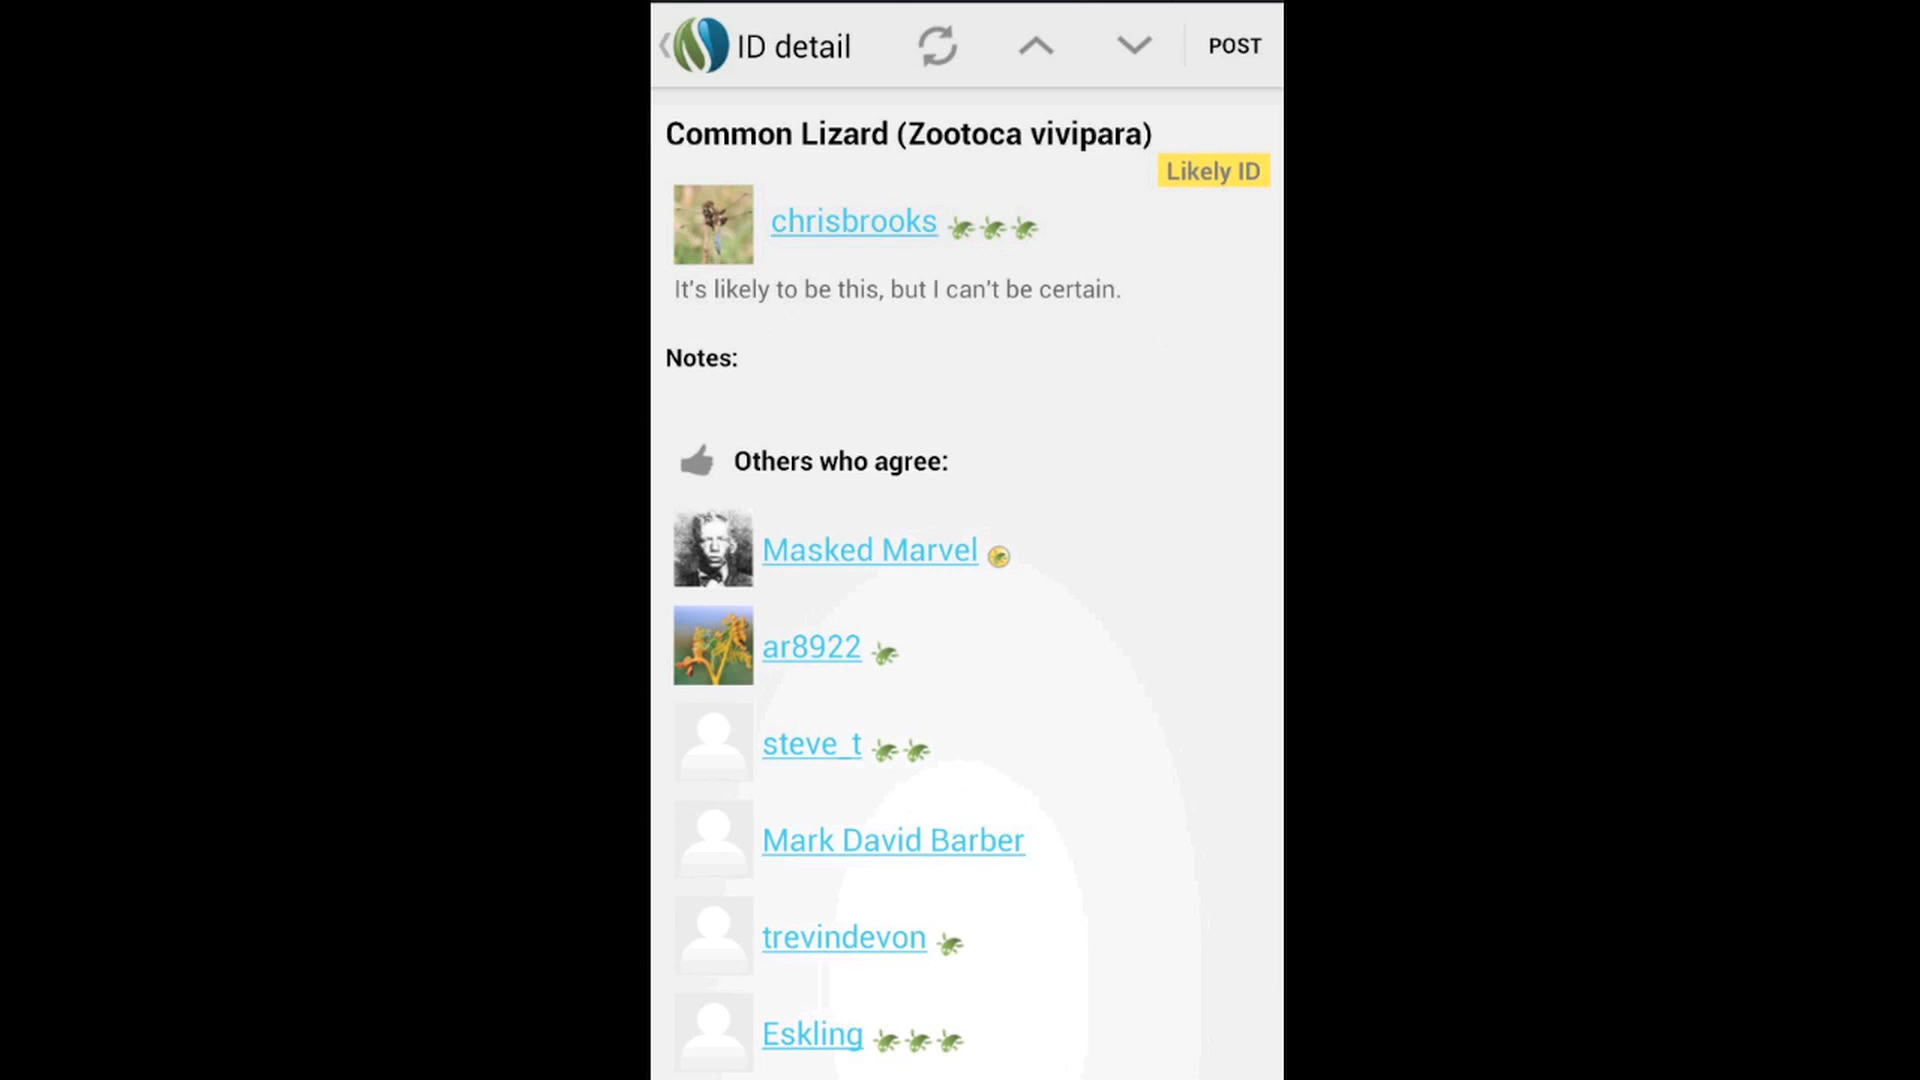 ID detail
POST
Common Lizard (Zootoca vivipara)
Likely ID
chrisbrooks
It's likely to be this, but I can't be certain.
Notes:
Others who agree:
Masked Marvel
ar8922
steve_t
Mark David Barber
trevindevon
Eskling